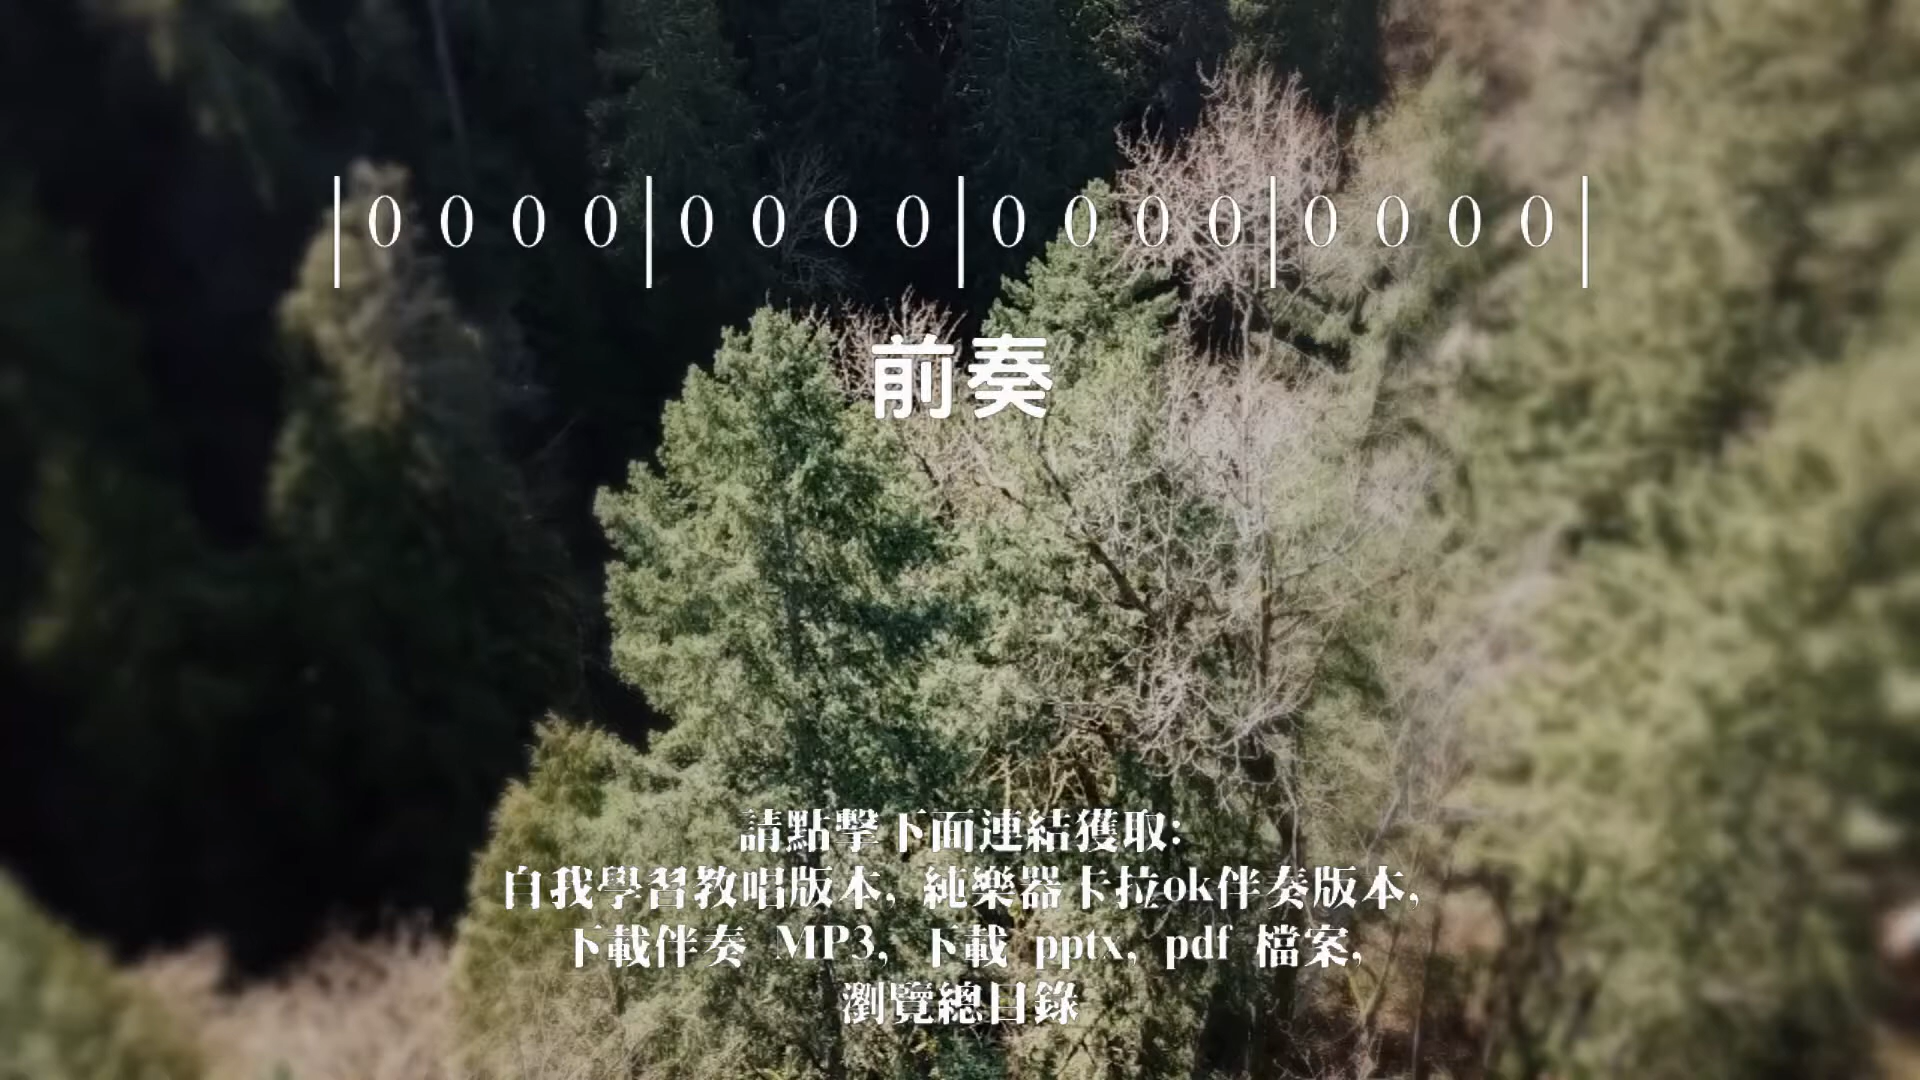 |0 0 0 0|0 0 0 0|0 0 0 0|0 0 0 0|
前奏
請點擊下面連結獲取:
自我學習教唱版本, 純樂器卡拉ok伴奏版本,
下載伴奏 MP3, 下載 pptx, pdf 檔案,
瀏覽總目錄